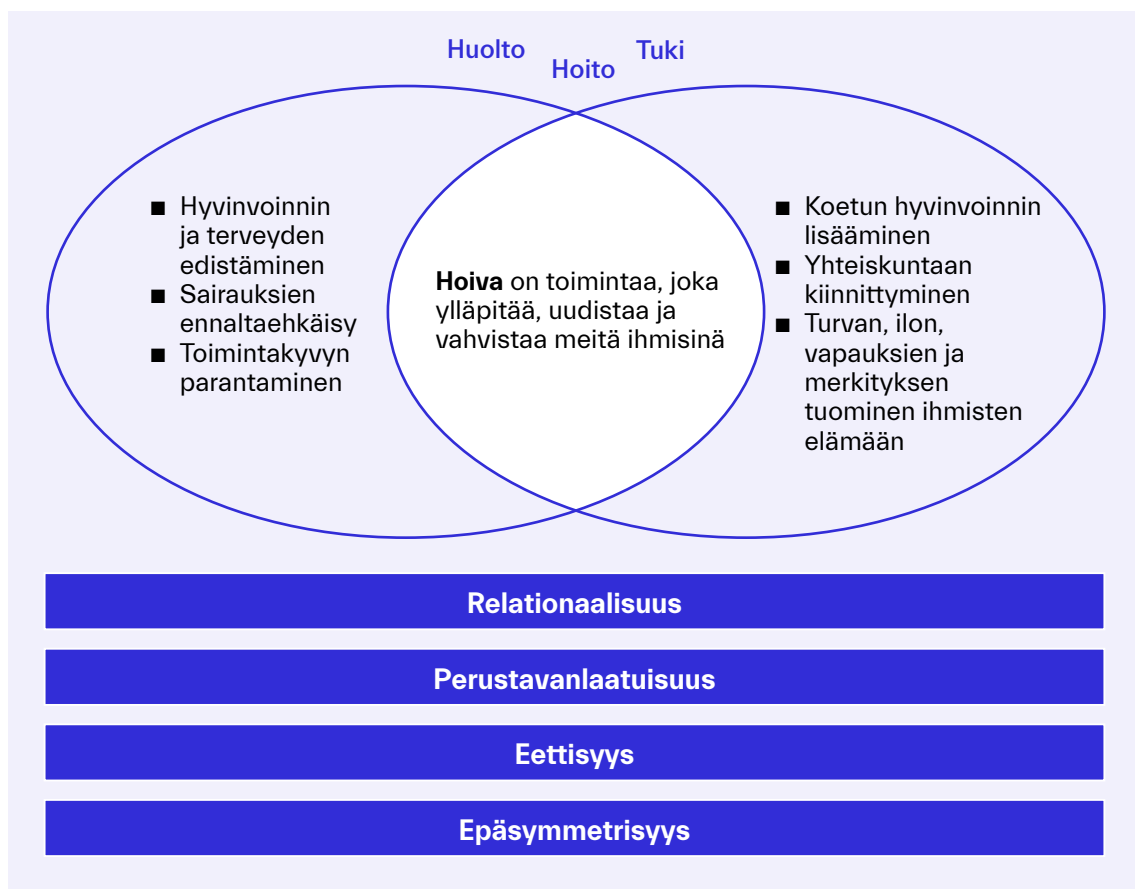 Huolto
Hoito
Tuki
■ Hyvinvoinnin
ja terveyden
edistäminen
■ Sairauksien
ennaltaehkäisy
■ Toimintakyvyn
parantaminen
Hoiva on toimintaa, joka
ylläpitää, uudistaa ja
vahvistaa meitä ihmisinä
■ Koetun hyvinvoinnin
lisääminen
■ Yhteiskuntaan
kiinnittyminen
■ Turvan, ilon,
vapauksien ja
merkityksen
tuominen ihmisten
elämään
Relationaalisuus
Perustavanlaatuisuus
Eettisyys
Epäsymmetrisyys